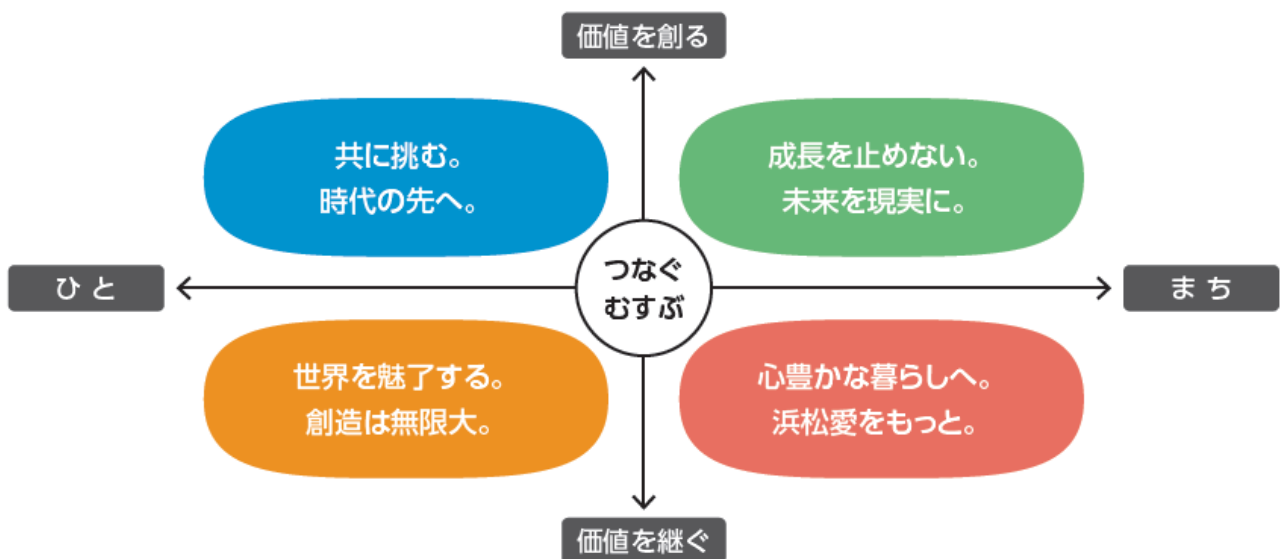 価値を創る
共に挑む。
時代の先へ。
成長を止めない。
未来を現実に。
ひと
つなぐ
むすぶ
まち
世界を魅了する。
創造は無限大。
心豊かな暮らしへ。
浜松愛をもっと。
価値を継ぐ